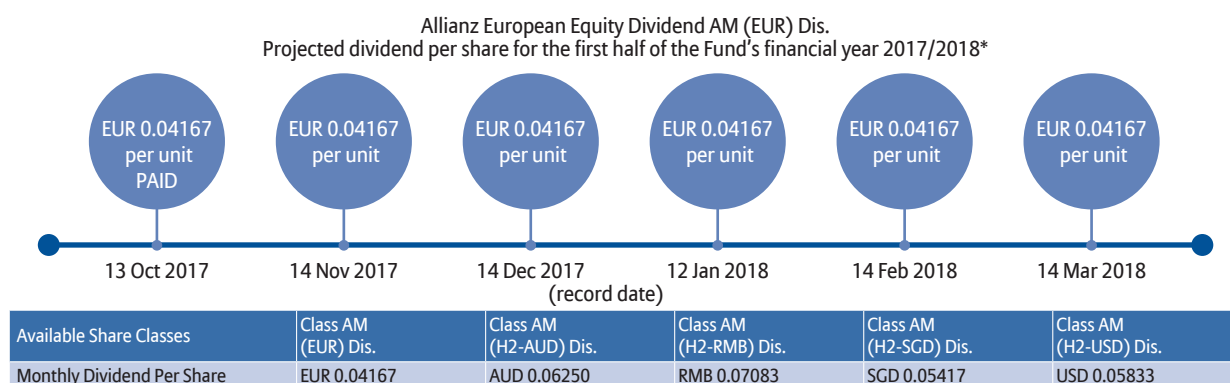 Allianz European Equity Dividend AM (EUR) Dis.
Projected dividend per share for the first half of the Fund's financial year 2017/2018*
EUR 0.04167
per unit
PAID
EUR 0.04167
per unit
EUR 0.04167
per unit
EUR 0.04167
per unit
EUR 0.04167
per unit
EUR 0.04167
per unit
13 Oct 2017 14 Nov 2017 14 Dec 2017 12 Jan 2018 14 Feb 2018 14 Mar 2018
(record date)
Available Share Classes
Class AM
(EUR) Dis.
Class AM
(H2-AUD) Dis.
Class AM
(H2-RMB) Dis.
Class AM
(H2-SGD) Dis.
Class AM
(H2-USD) Dis.
Monthly Dividend Per Share EUR 0.04167 AUD 0.06250 RMB 0.07083 SGD 0.05417 USD 0.05833